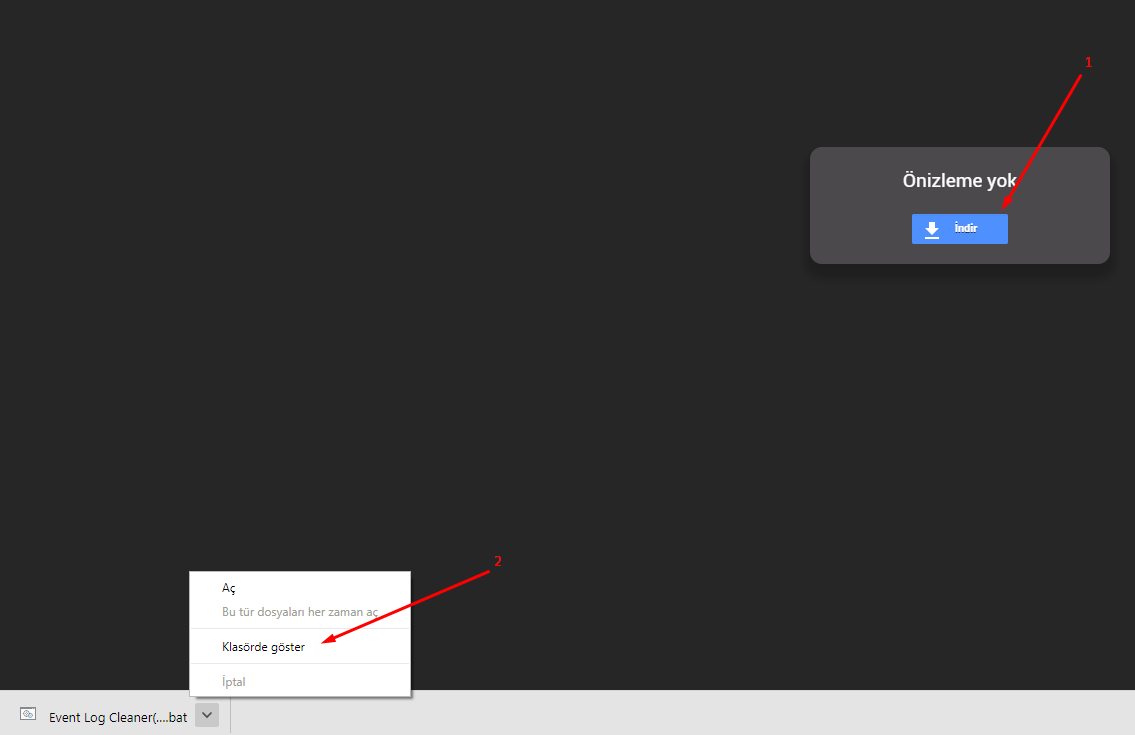 1
Önizleme yok
İndir
2
Aç
Bu tür dosyaları her zaman aç
Klasörde göster
İptal
Event Log Cleaner(....bat